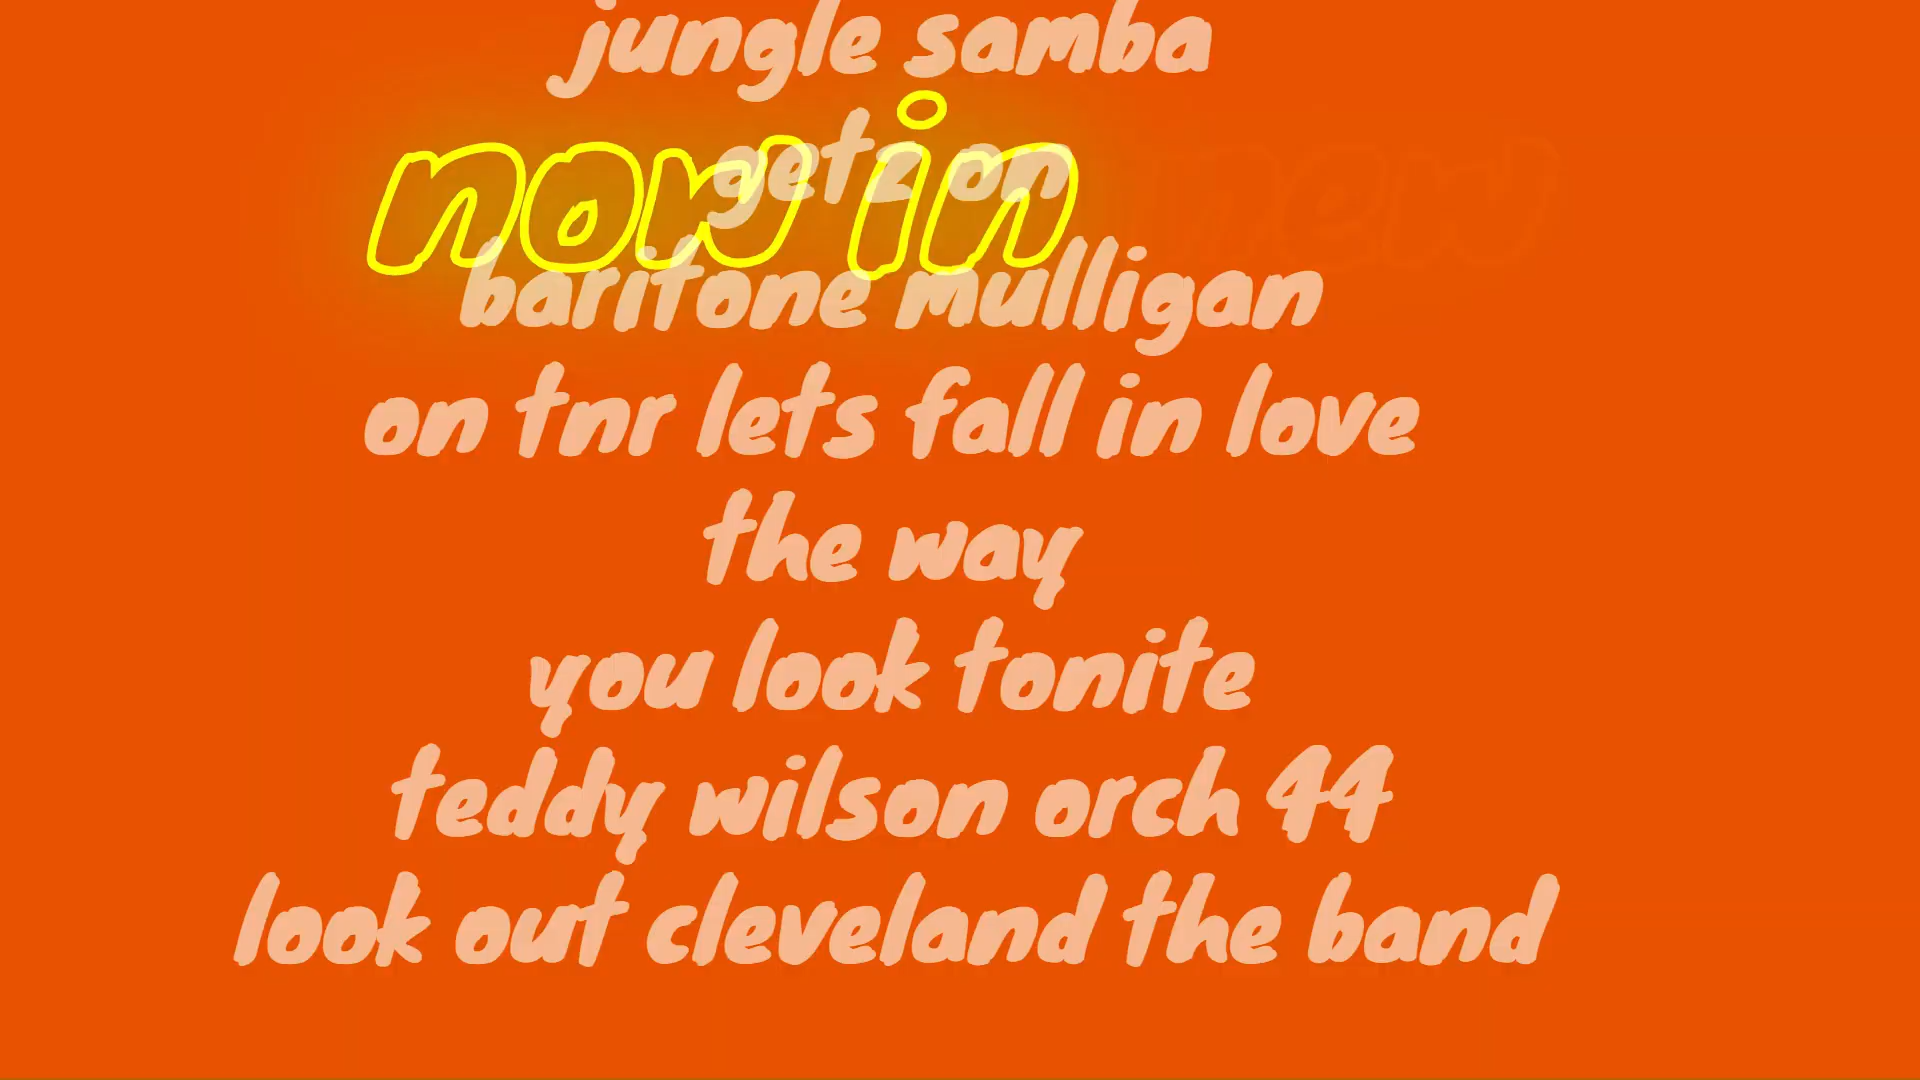 jungle samba
now in new
getz on
baritone mulligan
on tnr lets fall in love
the way
you look tonite
teddy wilson orch 44
look out cleveland the band